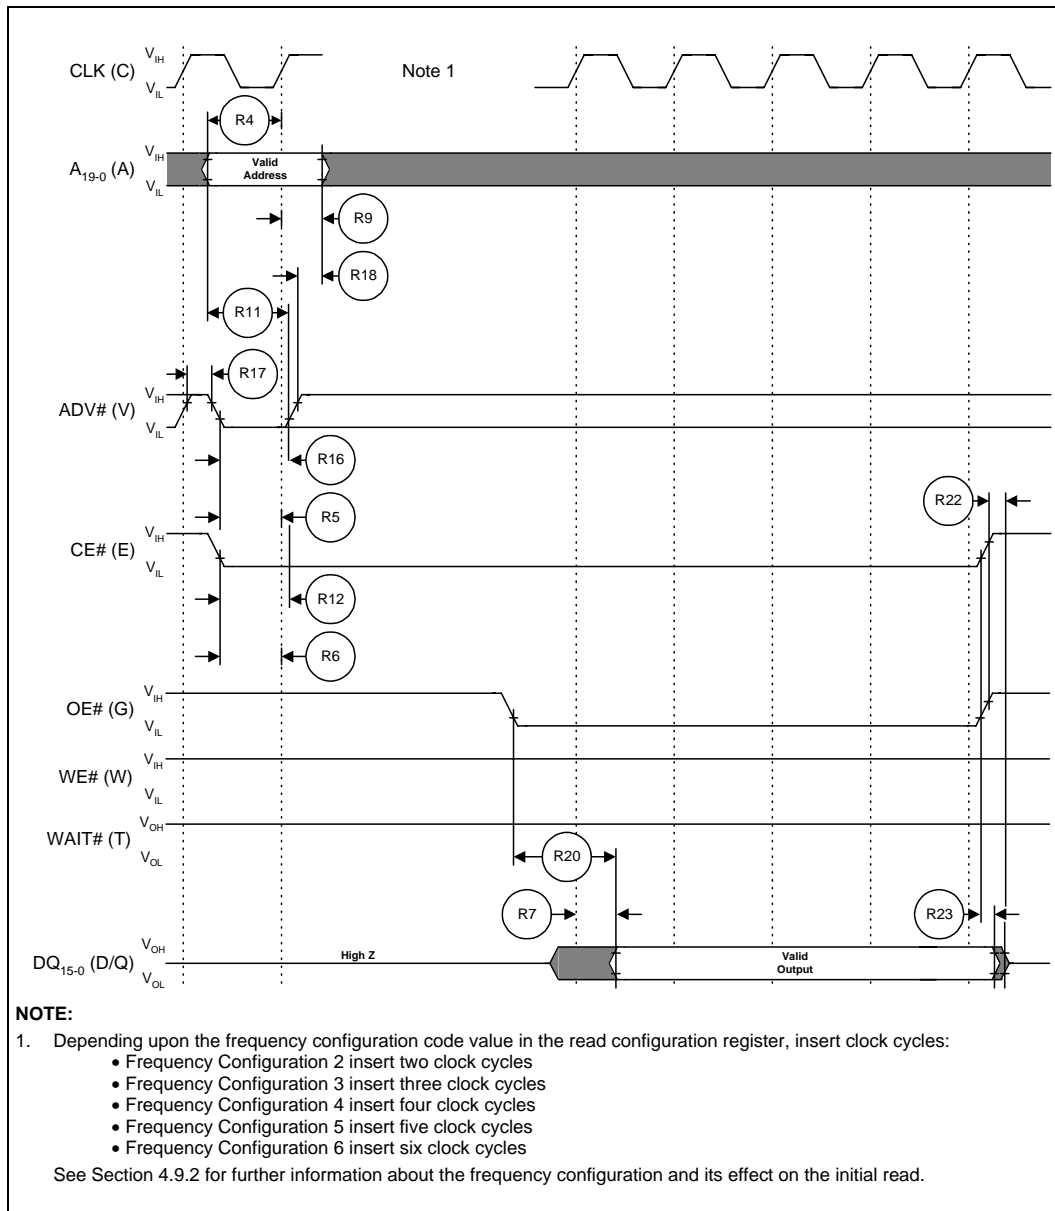 CLK (C)
V_IH
V_IL
Note 1
R4
A_19-0 (A)
V_IH
V_IL
Valid
Address
R9
R18
R11
R17
ADV# (V)
V_IH
V_IL
R16
R5
R22
CE# (E)
V_IH
V_IL
R12
R6
OE# (G)
V_IH
V_IL
WE# (W)
V_IH
V_IL
WAIT# (T)
V_OH
V_OL
R20
R7
R23
DQ_15-0 (D/Q)
V_OH
V_OL
High Z
Valid
Output
NOTE:
1. Depending upon the frequency configuration code value in the read configuration register, insert clock cycles:
• Frequency Configuration 2 insert two clock cycles
• Frequency Configuration 3 insert three clock cycles
• Frequency Configuration 4 insert four clock cycles
• Frequency Configuration 5 insert five clock cycles
• Frequency Configuration 6 insert six clock cycles
See Section 4.9.2 for further information about the frequency configuration and its effect on the initial read.